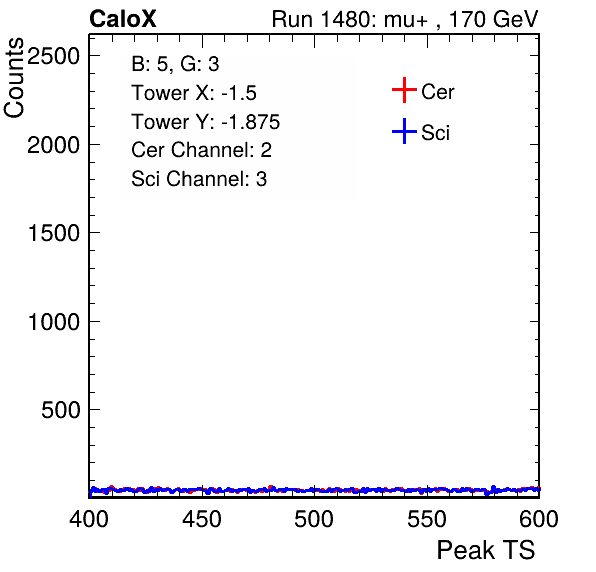 CaloX Run 1480: mu+ , 170 GeV
Counts
B: 5, G: 3
Tower X: -1.5
Tower Y: -1.875
Cer Channel: 2
Sci Channel: 3
Cer
Sci
2500
2000
1500
1000
500
400 450 500 550 600
Peak TS